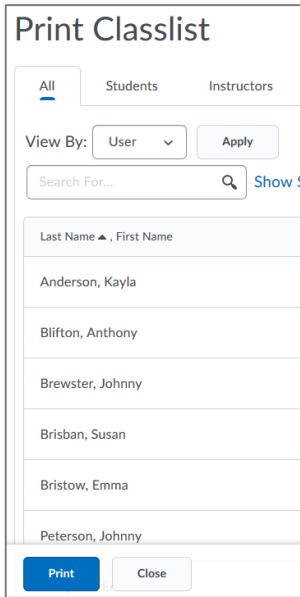 Print Classlist
All Students Instructors
View By: User Apply
Search For... Show
Last Name ▲ , First Name
Anderson, Kayla
Blifton, Anthony
Brewster, Johnny
Brisban, Susan
Bristow, Emma
Peterson, Johnny
Print Close